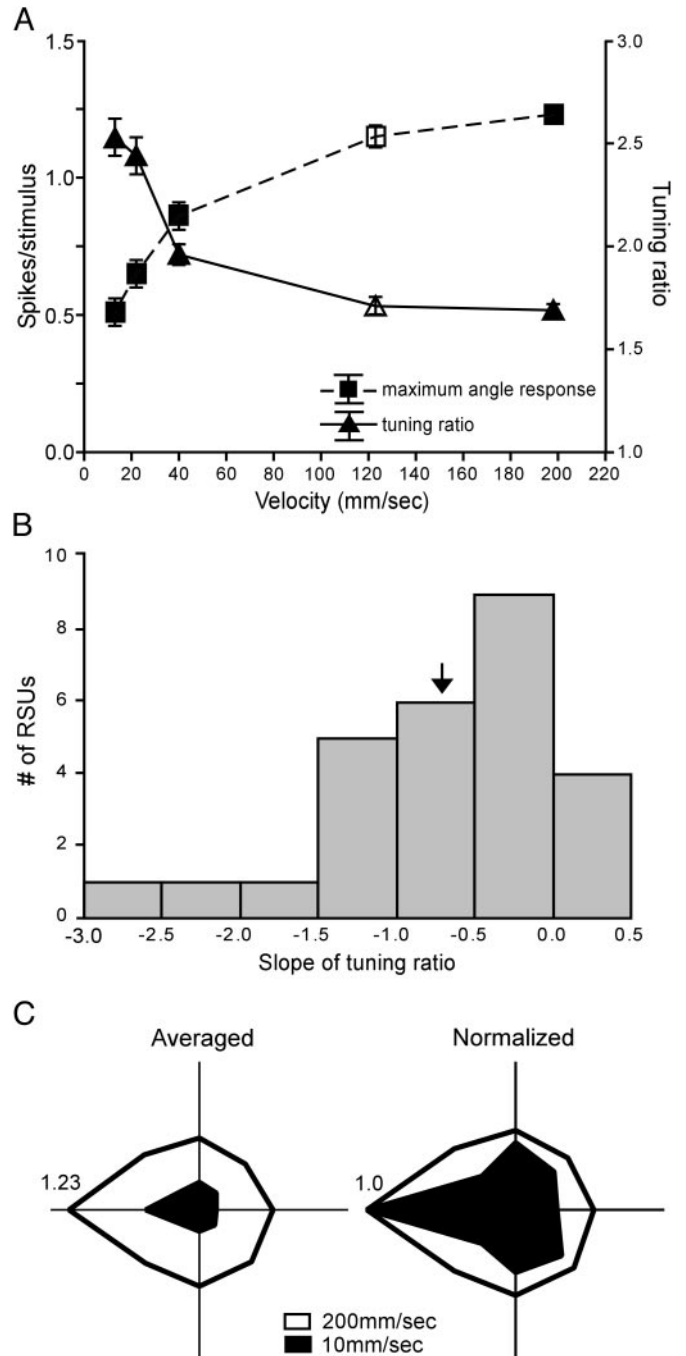 A
1.5
1.0
0.5
0.0
Spikes/stimulus
3.0
2.5
2.0
1.5
1.0
Tuning ratio
maximum angle response
tuning ratio
0 20 40 60 80 100 120 140 160 180 200 220
Velocity (mm/sec)
B
10
8
6
4
2
0
# of RSUs
-3.0 -2.5 -2.0 -1.5 -1.0 -0.5 0.0 0.5
Slope of tuning ratio
C
Averaged Normalized
1.23 1.0
200mm/sec
10mm/sec